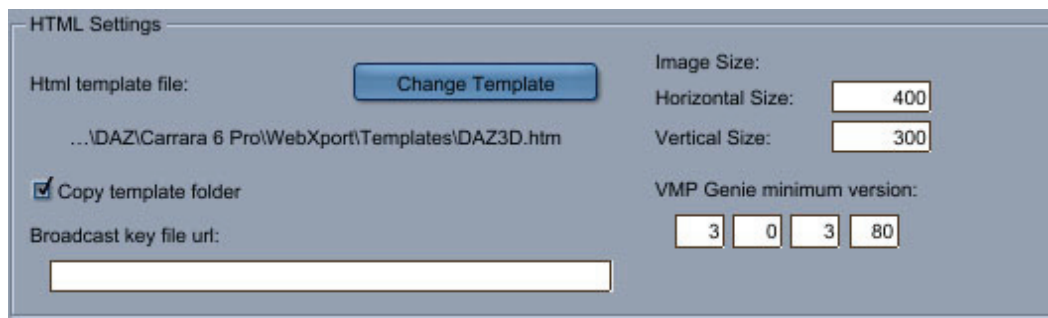 HTML Settings
Html template file:
Change Template
...\DAZ\Carrara 6 Pro\WebXport\Templates\DAZ3D.htm
Copy template folder
Broadcast key file url:
Image Size:
Horizontal Size: 400
Vertical Size: 300
VMP Genie minimum version:
3 0 3 80